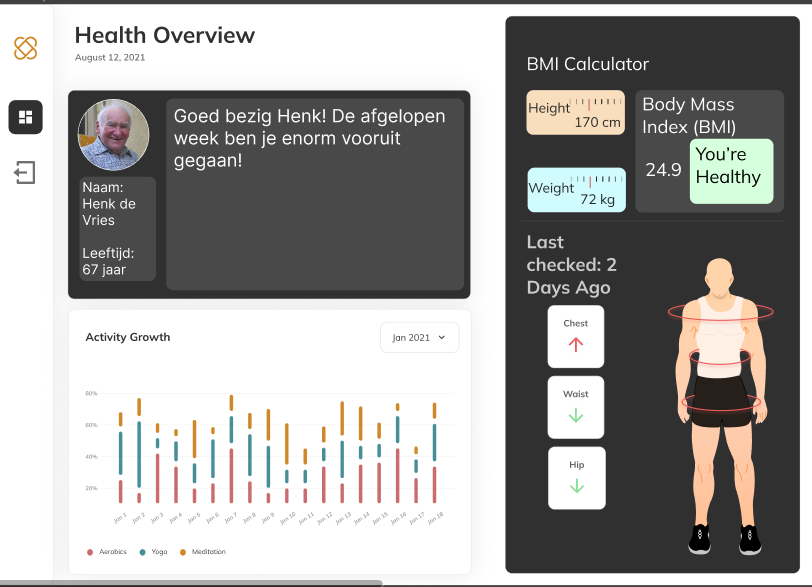 Health Overview
August 12, 2021
Goed bezig Henk! De afgelopen
week ben je enorm vooruit
gegaan!
Naam:
Henk de
Vries
Leeftijd:
67 jaar
Activity Growth
Jan 2021
80%
60%
40%
20%
Jan 1
Jan 2
Jan 3
Jan 4
Jan 5
Jan 6
Jan 7
Jan 8
Jan 9
Jan 10
Jan 11
Jan 12
Jan 13
Jan 14
Jan 15
Jan 16
Jan 17
Jan 18
Aerobics
Yoga
Meditation
BMI Calculator
Height
170 cm
Weight
72 kg
Body Mass
Index (BMI)
24.9
You're
Healthy
Last
checked: 2
Days Ago
Chest
Waist
Hip